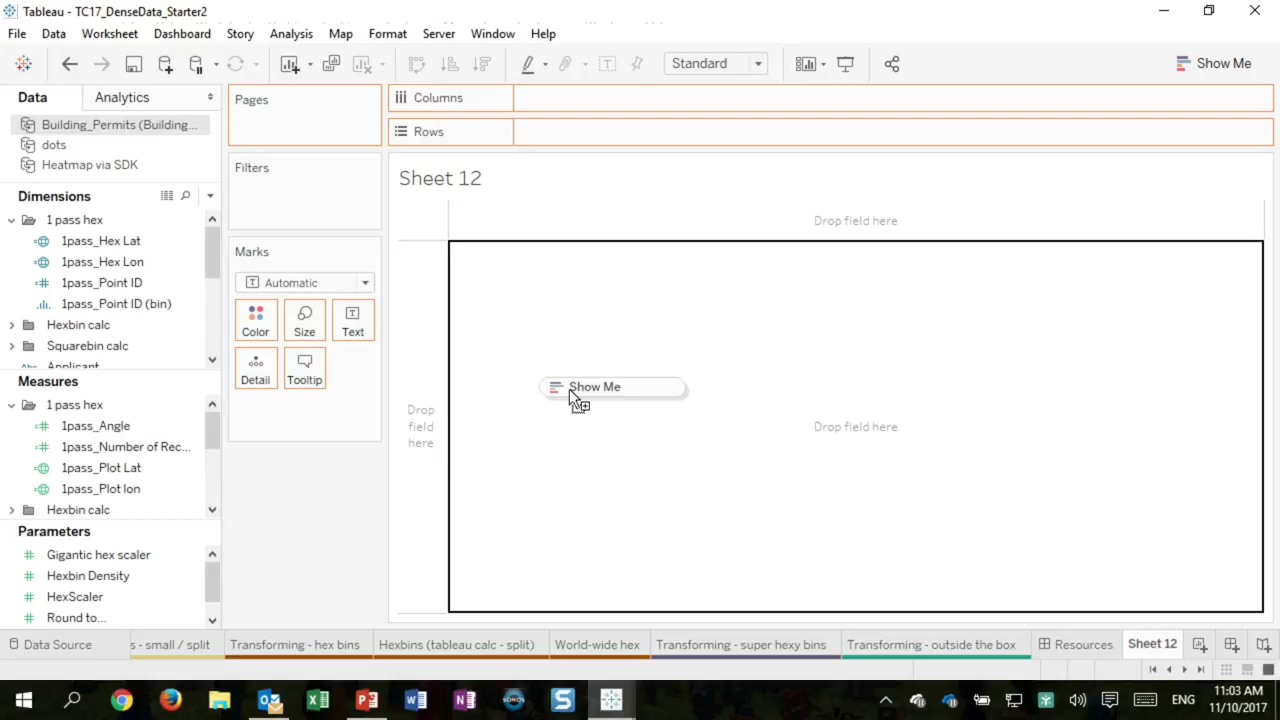 Tableau - TC17_DenseData_Starter2
File Data Worksheet Dashboard Story Analysis Map Format Server Window Help
Standard
Show Me
Data Analytics
Pages
Columns
Rows
Building_Permits (Building...
dots
Heatmap via SDK
Filters
Sheet 12
Dimensions
1 pass hex
1pass_Hex Lat
1pass_Hex Lon
1pass_Point ID
1pass_Point ID (bin)
Hexbin calc
Squarebin calc
Applicant
Marks
Automatic
Color Size Text
Detail Tooltip
Drop field here
Show Me
Drop
field
here
Drop field here
Measures
1 pass hex
1pass_Angle
1pass_Number of Rec...
1pass_Plot Lat
1pass_Plot lon
Hexbin calc
Parameters
Gigantic hex scaler
Hexbin Density
HexScaler
Round to...
Data Source s - small / split Transforming - hex bins Hexbins (tableau calc - split) World-wide hex Transforming - super hexy bins Transforming - outside the box Resources Sheet 12
SONOS
ENG
11:03 AM
11/10/2017